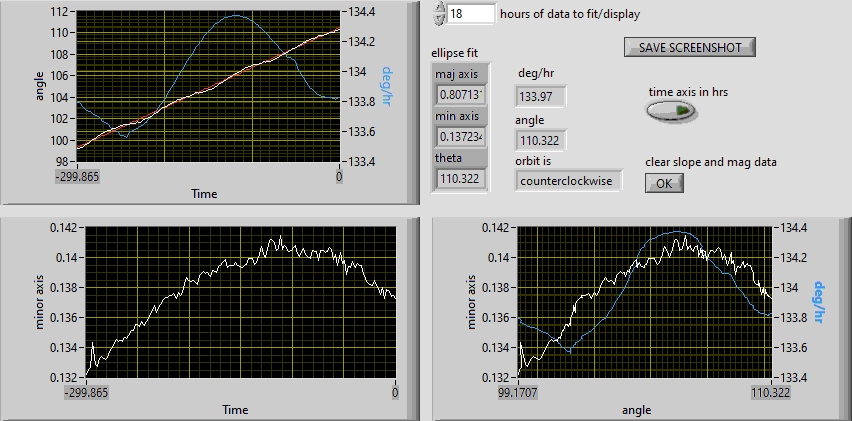 112
110
108
106
104
102
100
98
angle
134.4
134.2
134
133.8
133.6
133.4
deg/hr
-299.865
0
Time
18
hours of data to fit/display
SAVE SCREENSHOT
ellipse fit
maj axis
min axis
theta
110.322
deg/hr
133.97
angle
110.322
orbit is
counterclockwise
time axis in hrs
clear slope and mag data
OK
0.142
0.14
0.138
0.136
0.134
0.132
minor axis
-299.865
0
Time
0.142
0.14
0.138
0.136
0.134
0.132
minor axis
134.4
134.2
134
133.8
133.6
133.4
deg/hr
99.1707
110.322
angle